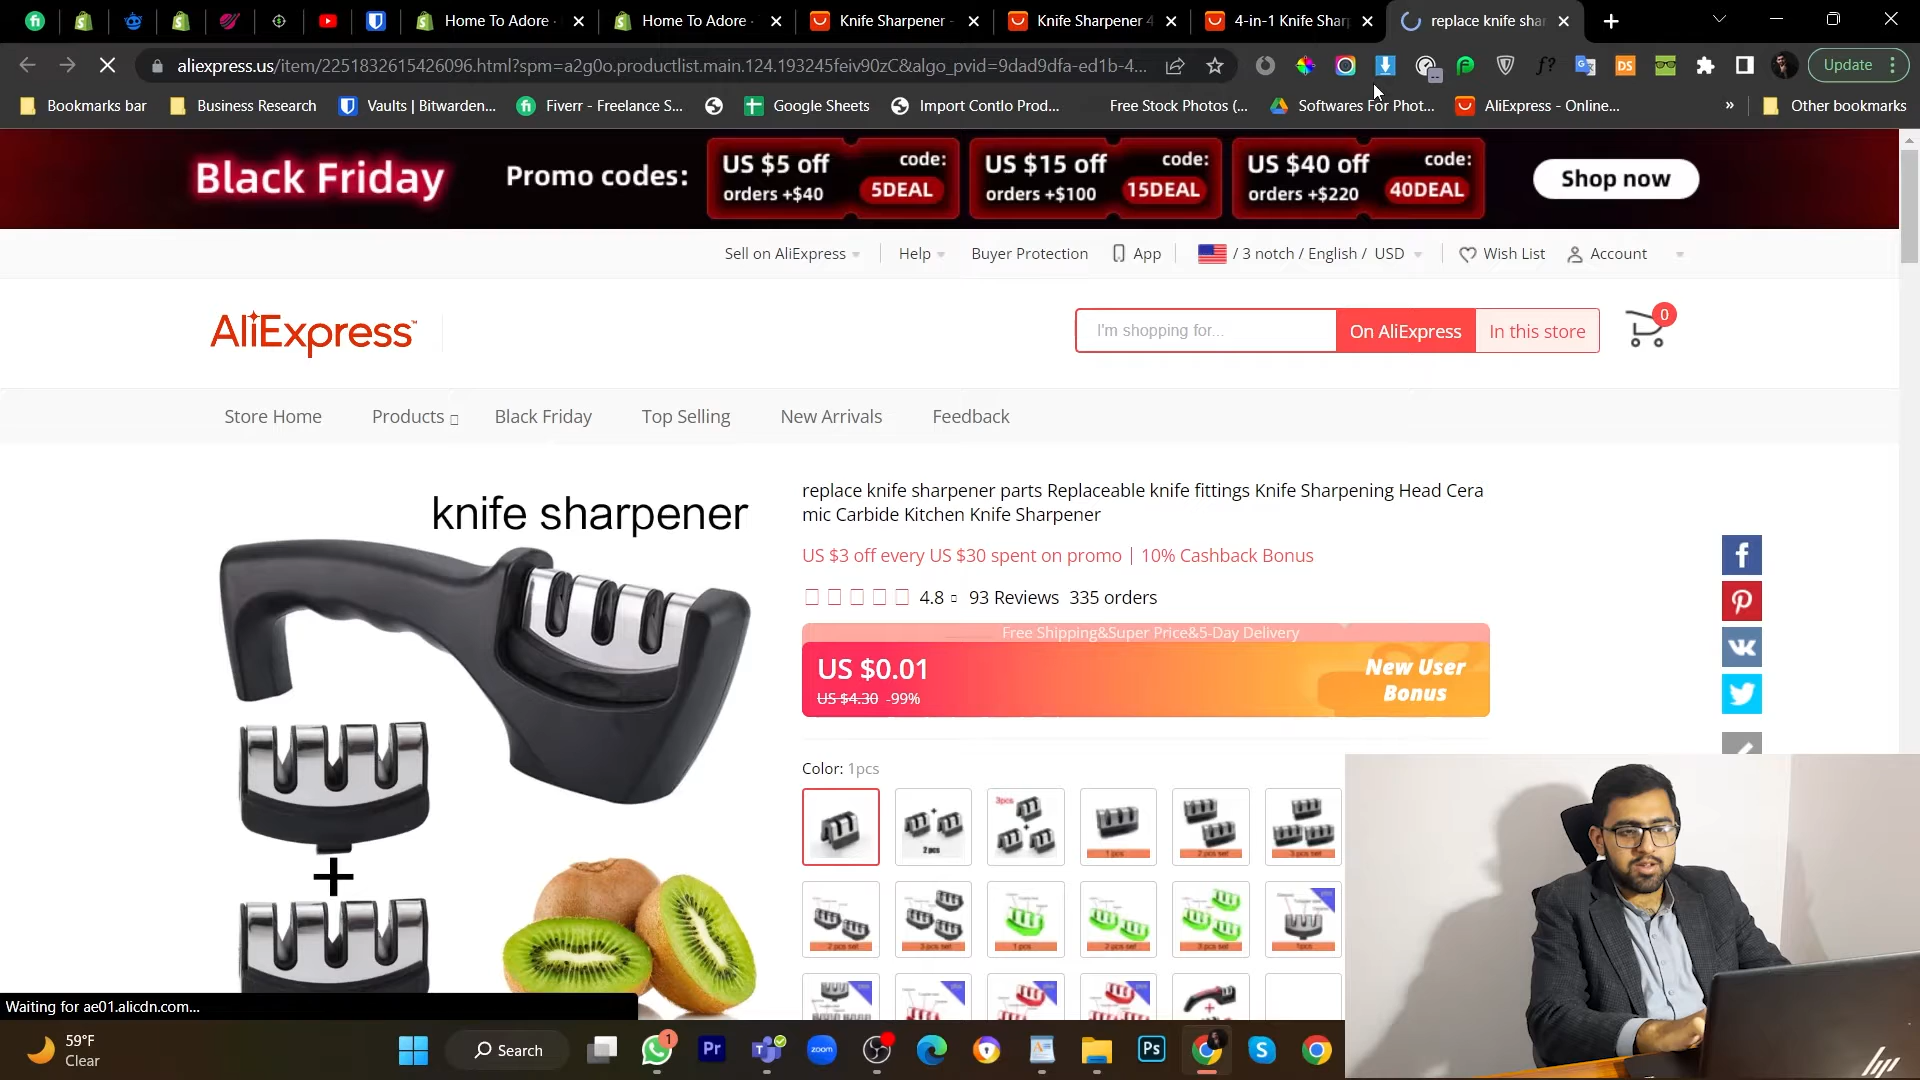 Home To Adore
Home To Adore
Knife Sharpener
Knife Sharpener 4
4-in-1 Knife Shar
replace knife sha
aliexpress.us/item/2251832615426096.html?spm=a2g0o.productlist.main.124.193245feiv90zC&algo_pvid=9dad9dfa-ed1b-4...
f?
DS
Update
Bookmarks bar
Business Research
Vaults | Bitwarden...
Fiverr - Freelance S...
Google Sheets
Import Contlo Prod...
Free Stock Photos (...
Softwares For Phot...
AliExpress - Online...
»
Other bookmarks
Black Friday
Promo codes:
US $5 off
orders +$40
code:
5DEAL
US $15 off
orders +$100
code:
15DEAL
US $40 off
orders +$220
code:
40DEAL
Shop now
Sell on AliExpress
Help
Buyer Protection
App
/ 3 notch / English / USD
Wish List
Account
AliExpress
I'm shopping for...
On AliExpress
In this store
0
Store Home
Products
Black Friday
Top Selling
New Arrivals
Feedback
knife sharpener
+
replace knife sharpener parts Replaceable knife fittings Knife Sharpening Head Cera
mic Carbide Kitchen Knife Sharpener
US $3 off every US $30 spent on promo | 10% Cashback Bonus
4.8 93 Reviews 335 orders
Free Shipping&Super Price&5-Day Delivery
US $0.01
US $4.30 -99%
New User
Bonus
Color: 1pcs
2 pcs
3pcs
1 pcs
2 pcs set
3 pcs set
2 pcs set
3 pcs set
1 pcs
2 pcs set
3 pcs set
1pcs
Waiting for ae01.alicdn.com...
59°F
Clear
Search
1
Pr
zoom
Ps